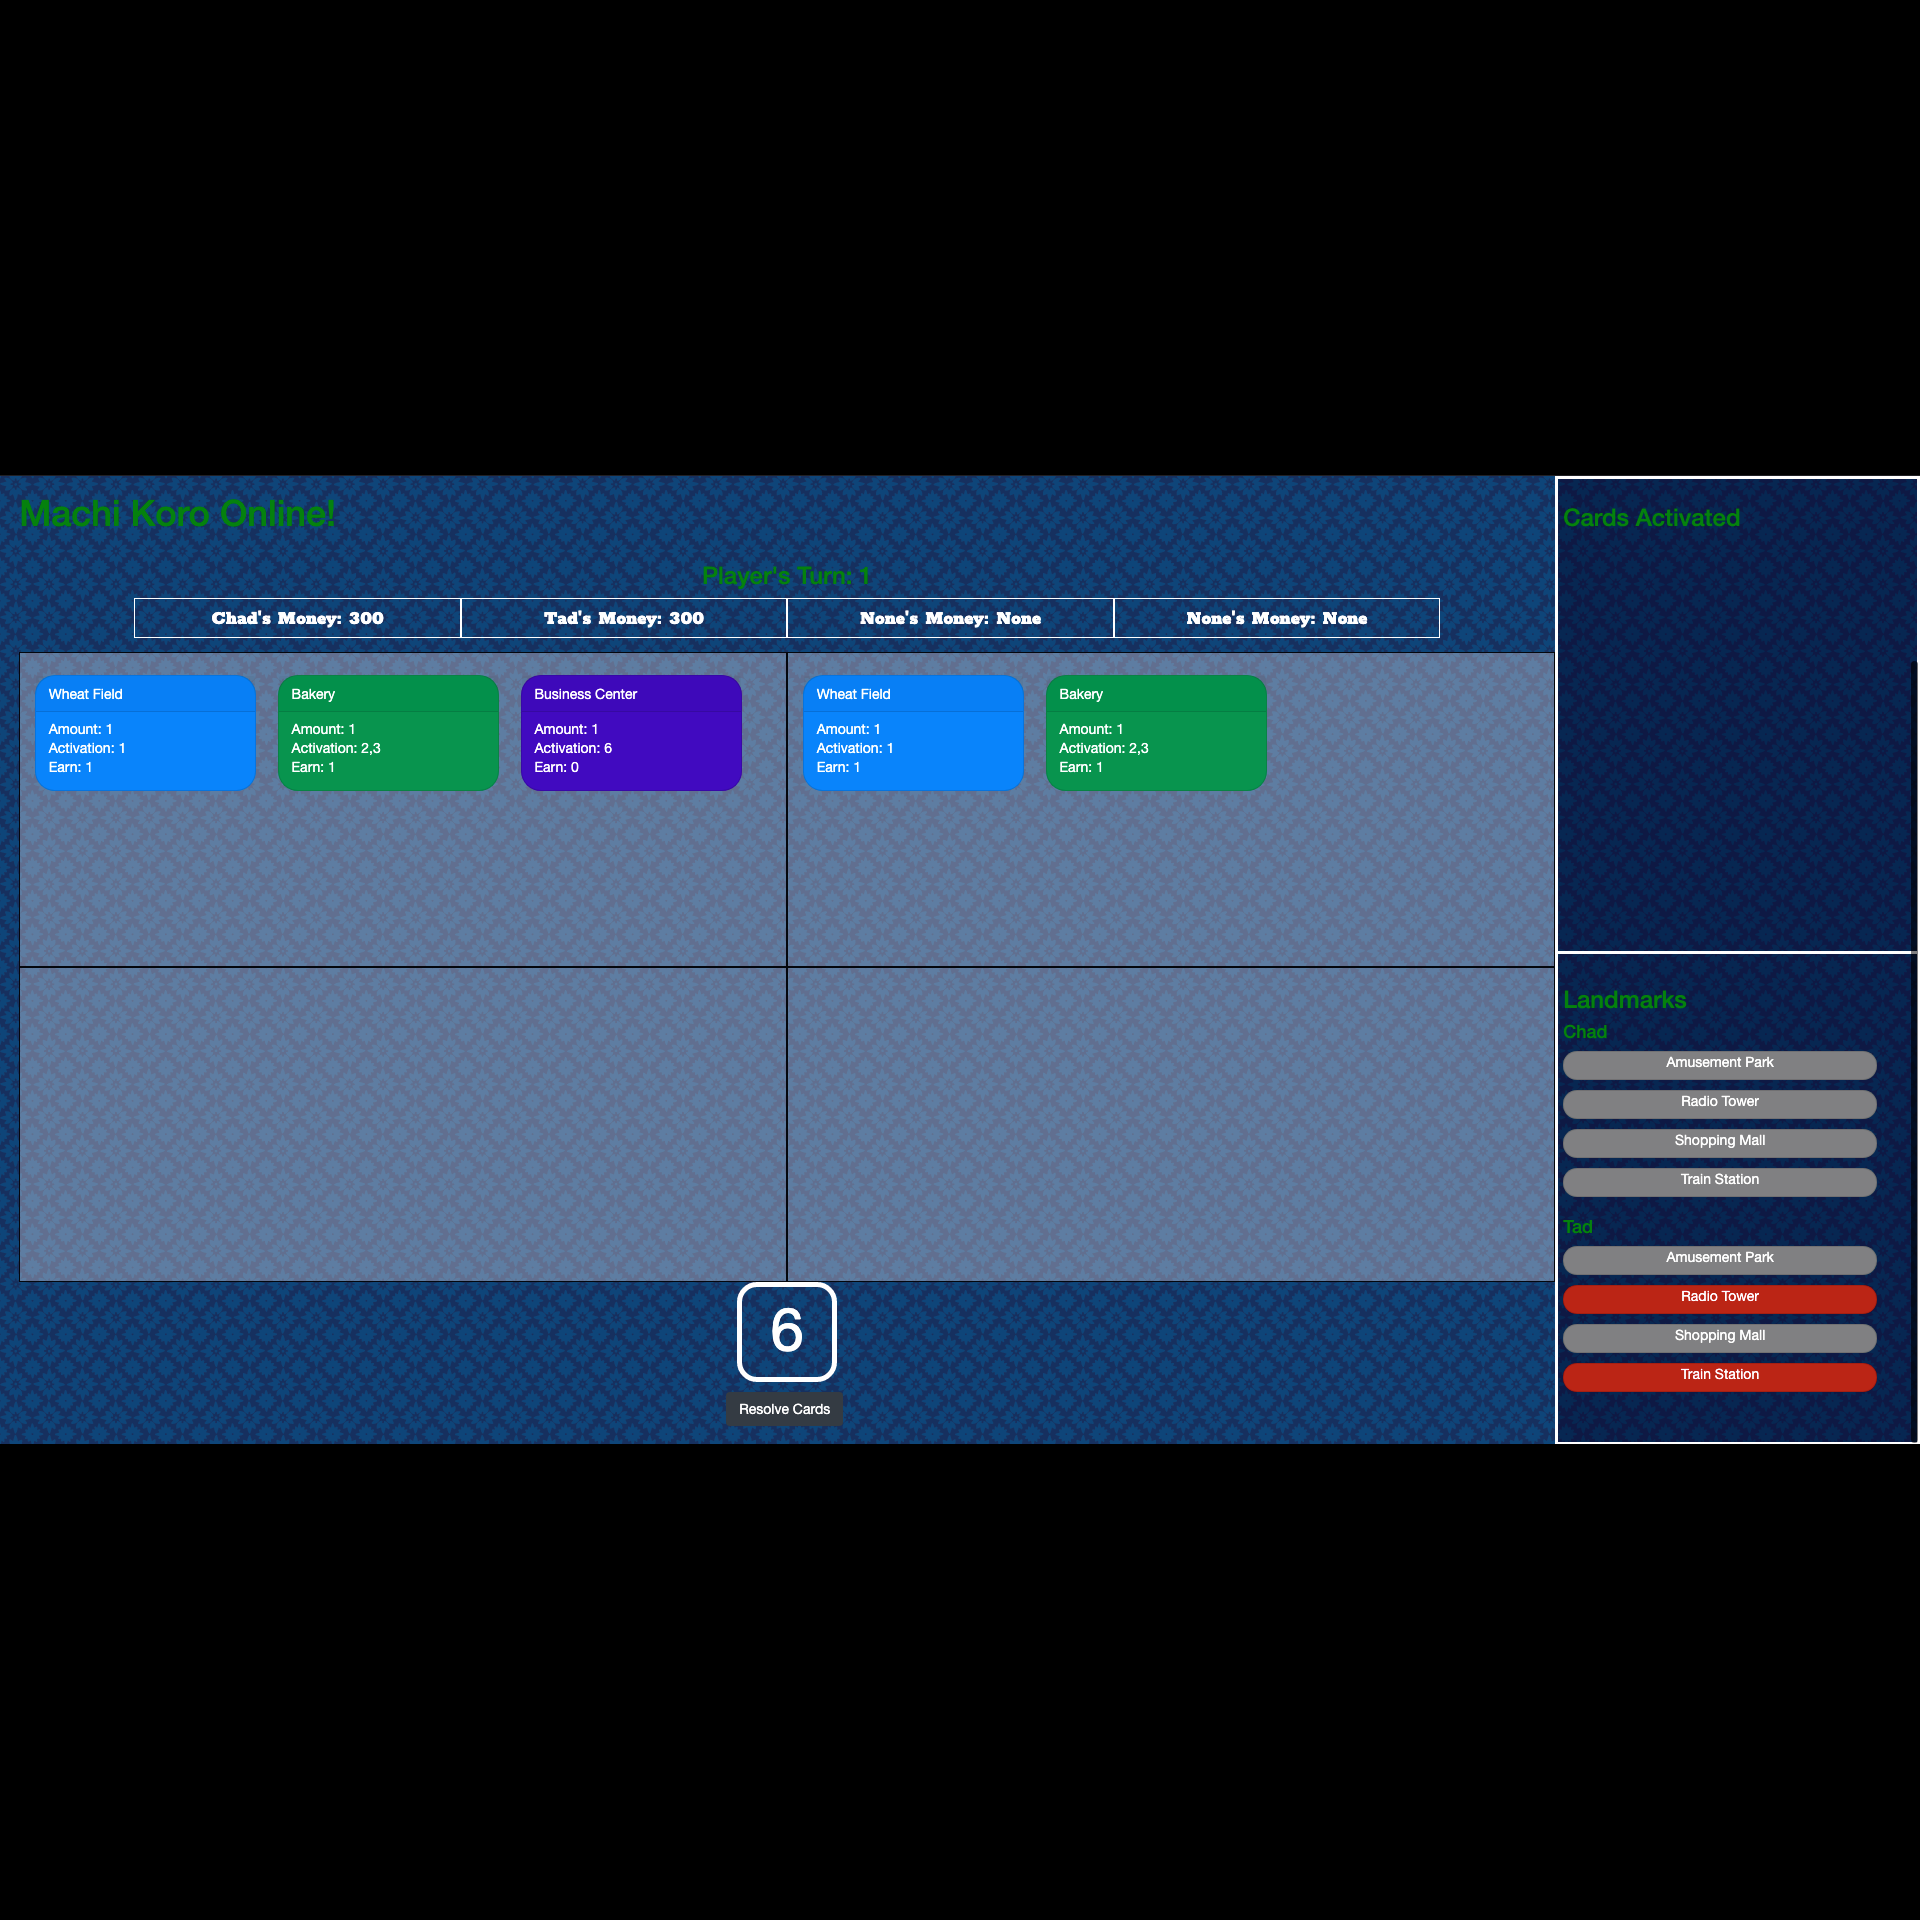 Machi Koro Online!
Player's Turn: 1
Chad's Money: 300
Tad's Money: 300
None's Money: None
None's Money: None
Wheat Field
Amount: 1
Activation: 1
Earn: 1
Bakery
Amount: 1
Activation: 2,3
Earn: 1
Business Center
Amount: 1
Activation: 6
Earn: 0
Wheat Field
Amount: 1
Activation: 1
Earn: 1
Bakery
Amount: 1
Activation: 2,3
Earn: 1
6
Resolve Cards
Cards Activated
Landmarks
Chad
Amusement Park
Radio Tower
Shopping Mall
Train Station
Tad
Amusement Park
Radio Tower
Shopping Mall
Train Station